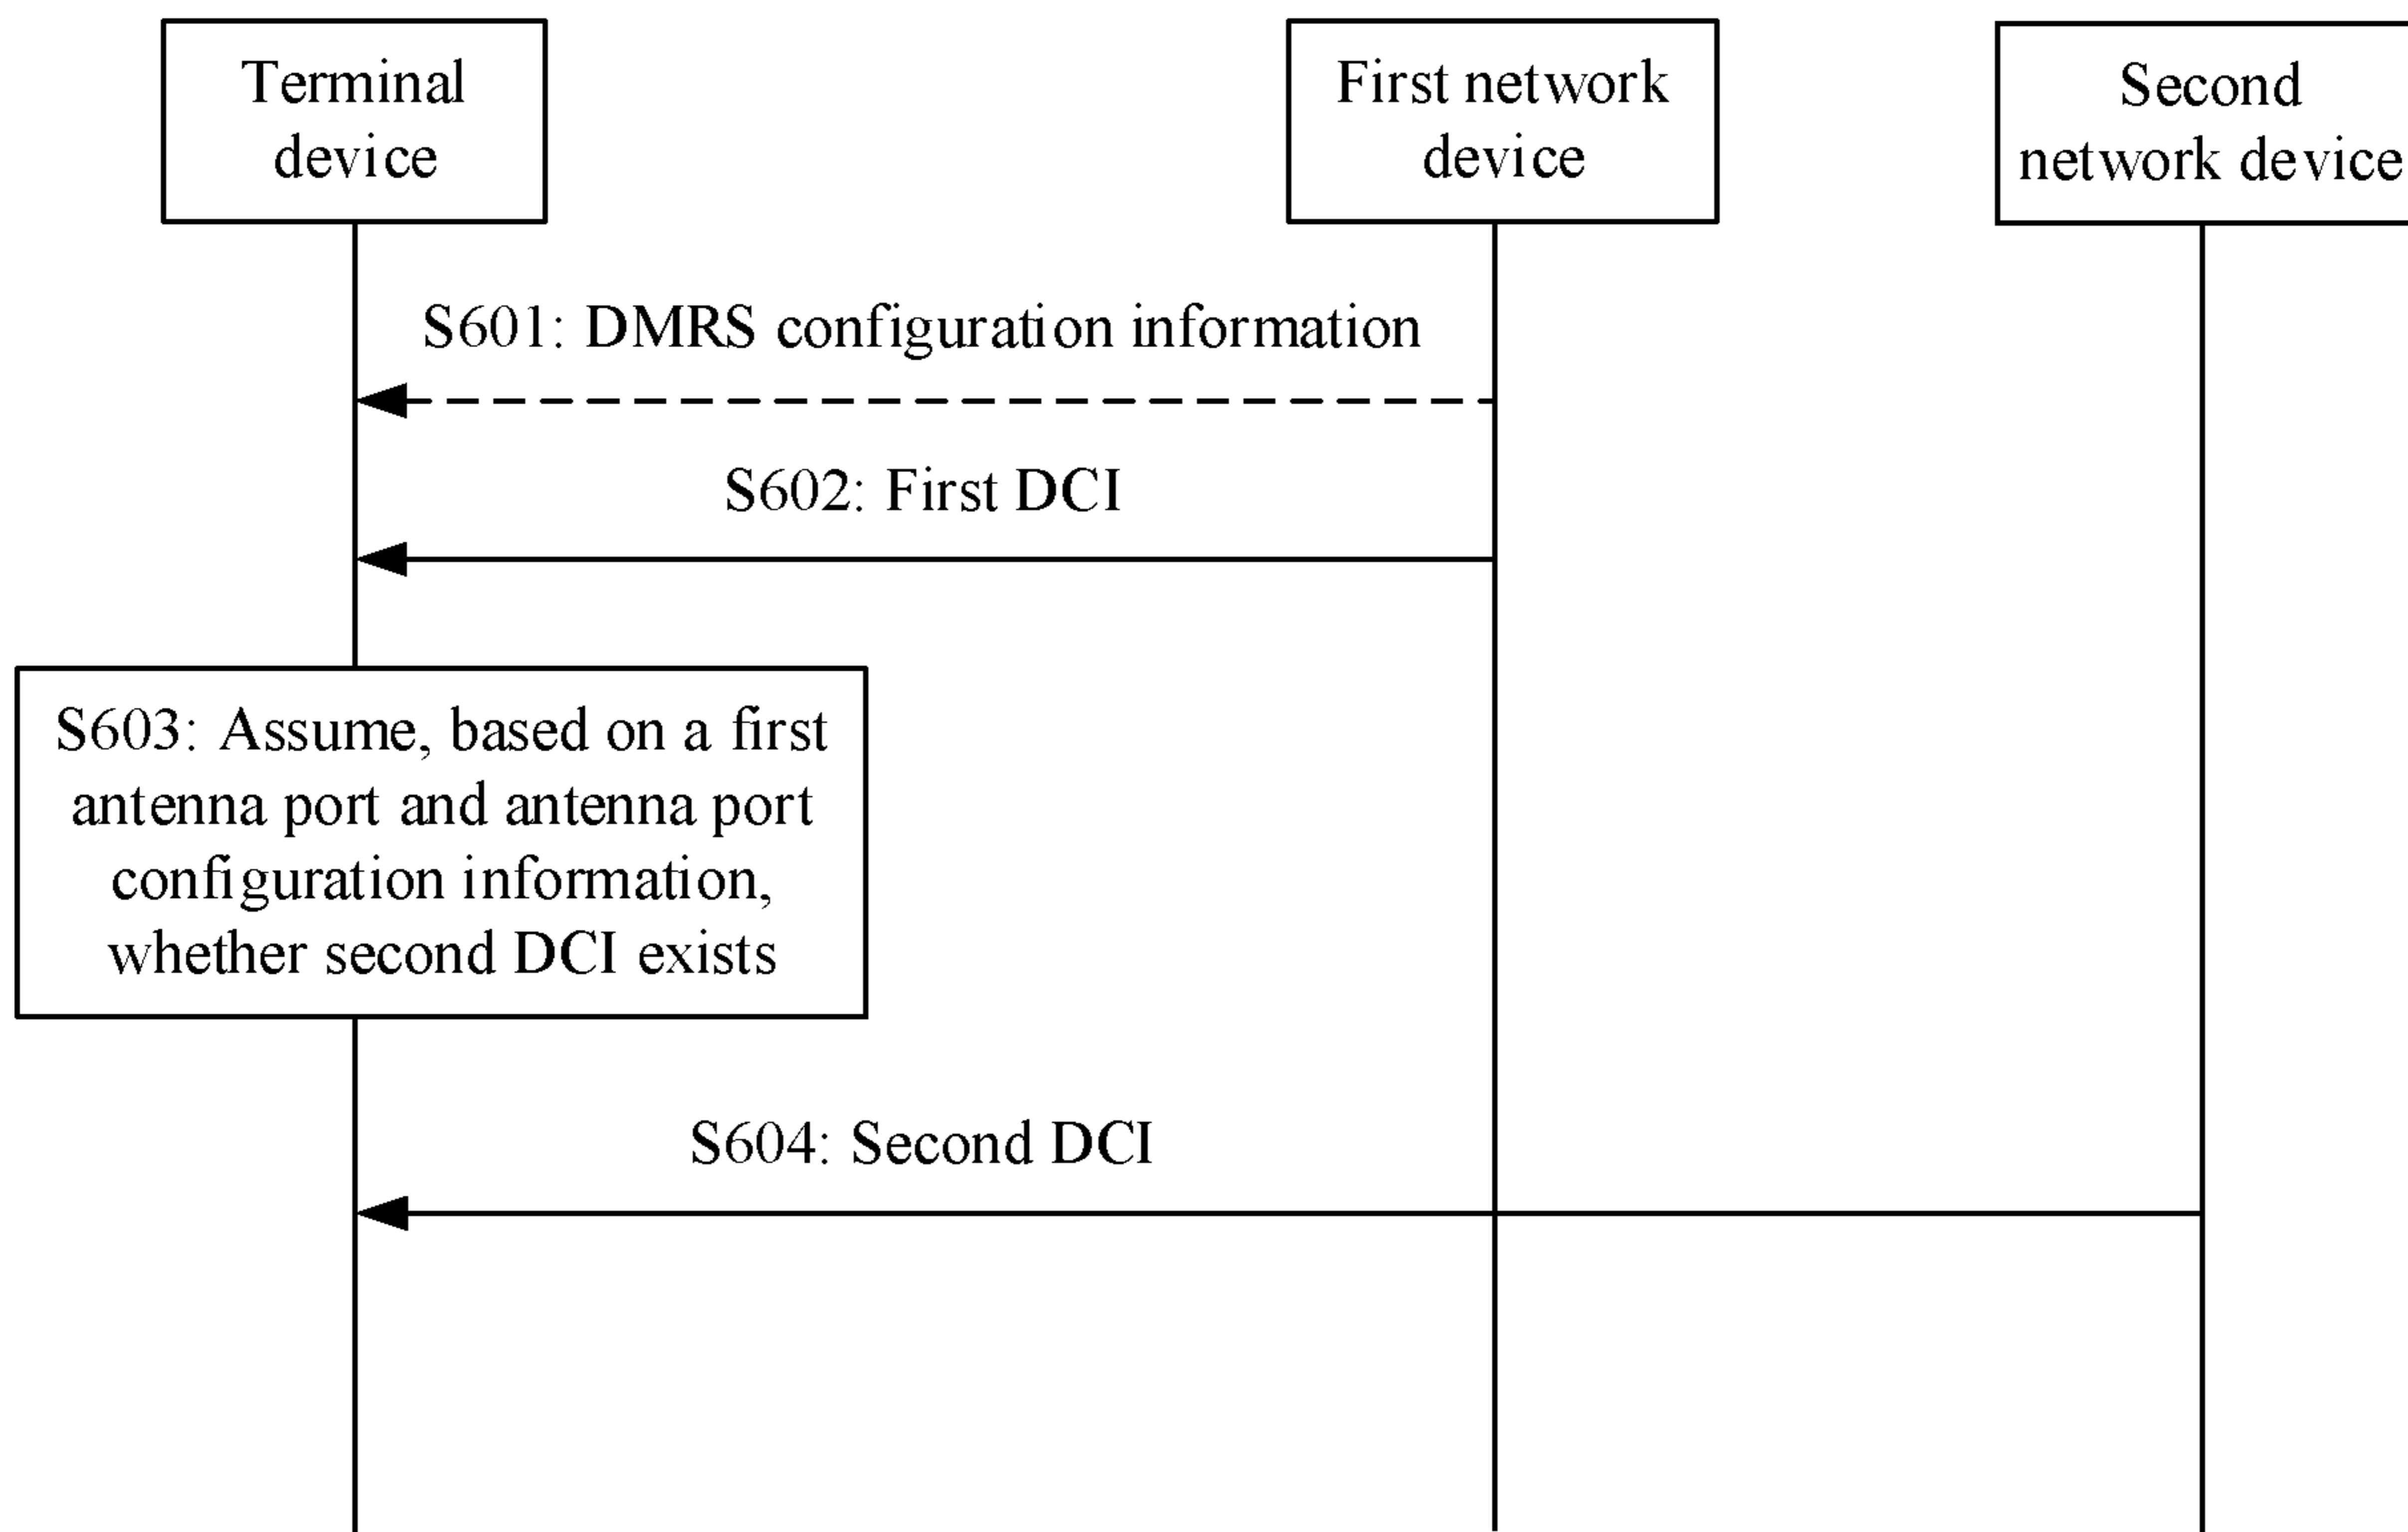 Terminal
device
First network
device
Second
network device
S601: DMRS configuration information
S602: First DCI
S603: Assume, based on a first
antenna port and antenna port
configuration information,
whether second DCI exists
S604: Second DCI